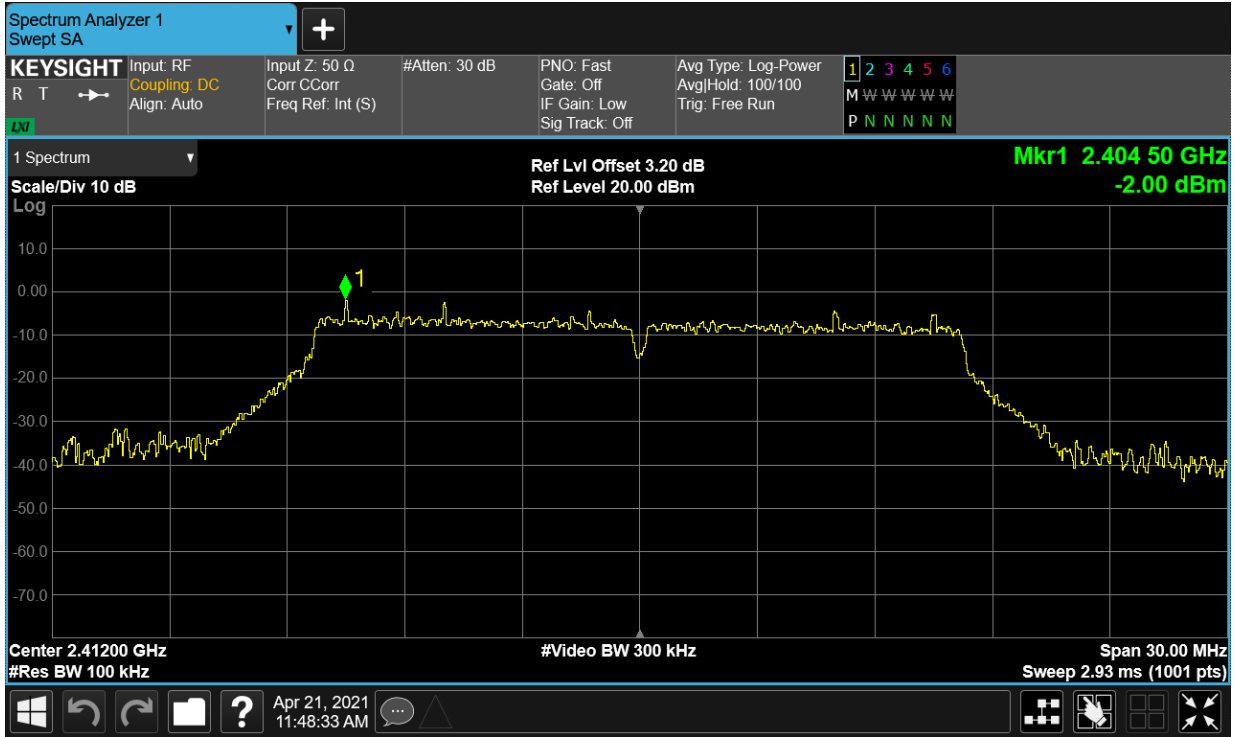 Spectrum Analyzer 1
Swept SA
KEYSIGHT
R T
LXI
Input: RF
Coupling: DC
Align: Auto
Input Z: 50 Ω
Corr CCorr
Freq Ref: Int (S)
#Atten: 30 dB
PNO: Fast
Gate: Off
IF Gain: Low
Sig Track: Off
Avg Type: Log-Power
Avg|Hold: 100/100
Trig: Free Run
1 2 3 4 5 6
M W W W W W
P N N N N N
1 Spectrum
Scale/Div 10 dB
Ref Lvl Offset 3.20 dB
Ref Level 20.00 dBm
Mkr1 2.404 50 GHz
-2.00 dBm
Log
10.0
0.00
-10.0
-20.0
-30.0
-40.0
-50.0
-60.0
-70.0
1
Center 2.41200 GHz
#Video BW 300 kHz
Span 30.00 MHz
#Res BW 100 kHz
Sweep 2.93 ms (1001 pts)
?
Apr 21, 2021
11:48:33 AM